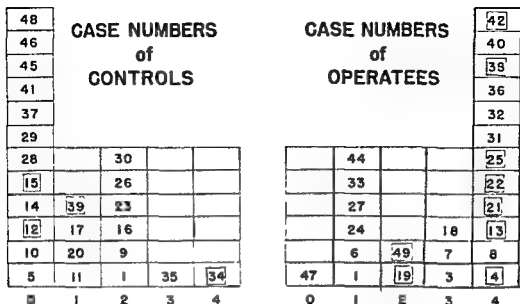 CASE NUMBERS
of
CONTROLS
48
46
45
41
37
29
28 30
15 26
14 39 23
12 17 16
10 20 9
5 11 1 35 34
1 2 3 4
CASE NUMBERS
of
OPERATEES
42
40
38
36
32
31
44 25
33 22
27 21
24 18 13
6 49 7 8
47 1 19 3 4
0 1 3 4